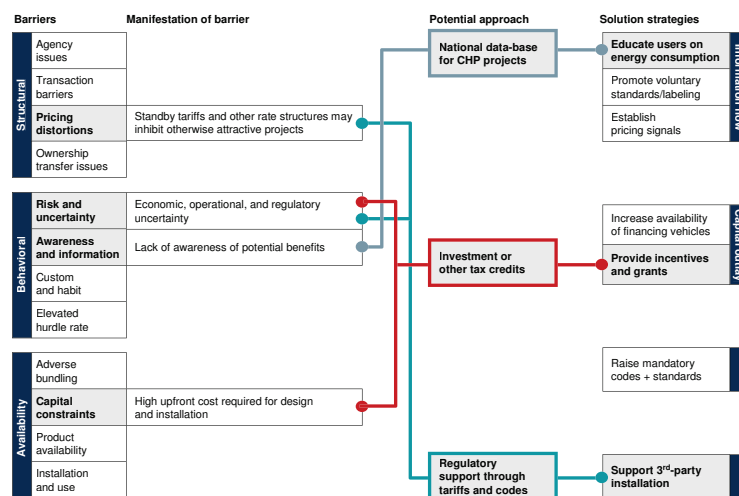 Barriers
Manifestation of barrier
Potential approach
Solution strategies
Structural
Agency
issues
Transaction
barriers
Pricing
distortions
Ownership
transfer issues
Standby tariffs and other rate structures may
inhibit otherwise attractive projects
Behavioral
Risk and
uncertainty
Awareness
and information
Custom
and habit
Elevated
hurdle rate
Economic, operational, and regulatory
uncertainty
Lack of awareness of potential benefits
Availability
Adverse
bundling
Capital
constraints
Product
availability
Installation
and use
High upfront cost required for design
and installation
National data-base
for CHP projects
Investment or
other tax credits
Regulatory
support through
tariffs and codes
Educate users on
energy consumption
Promote voluntary
standards/labeling
Establish
pricing signals
Increase availability
of financing vehicles
Provide incentives
and grants
Raise mandatory
codes + standards
Support 3rd-party
installation